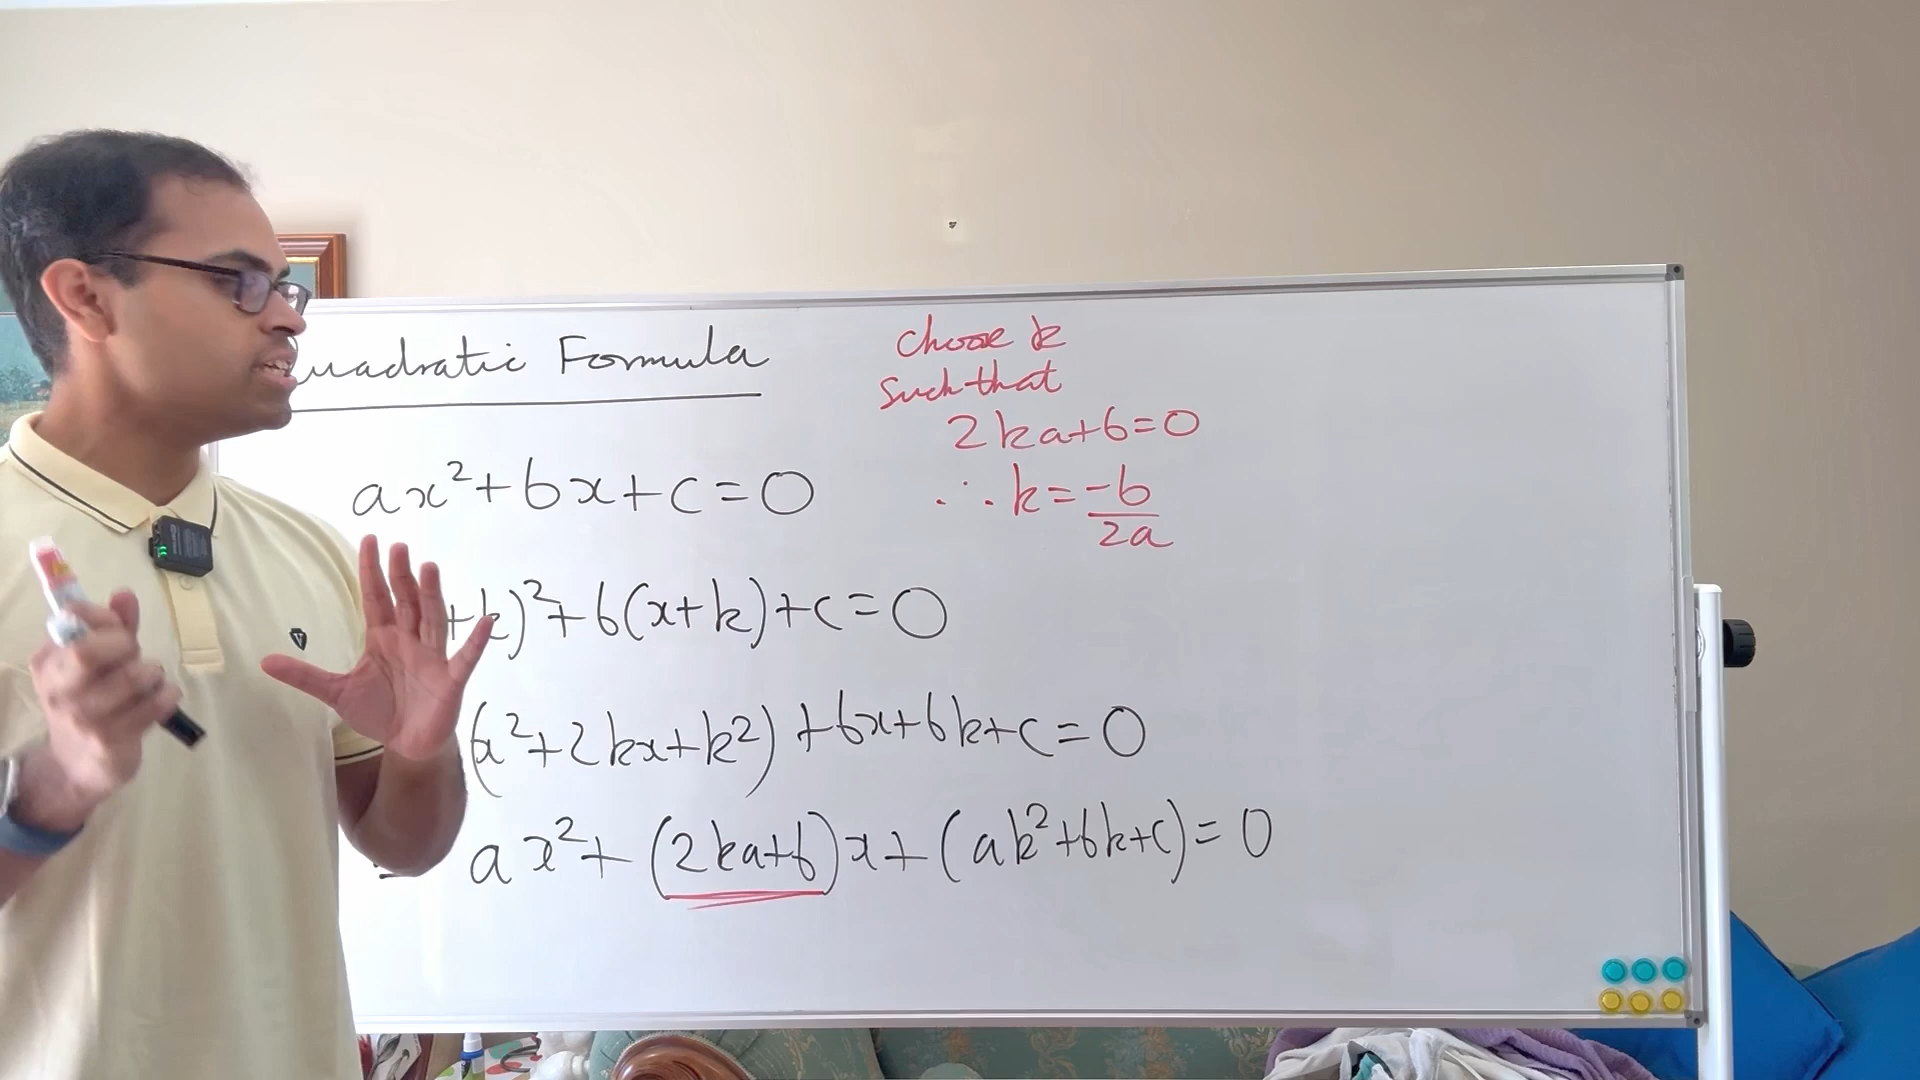 uadratic Formula
ax²+bx+c=0
+k)²+b(x+k)+c=0
(x²+2kx+k²)+bx+bk+c=0
ax²+(2ka+b)x+(ak²+bk+c)=0
choose k
such that
2ka+b=0
∴k=-b/2a
V